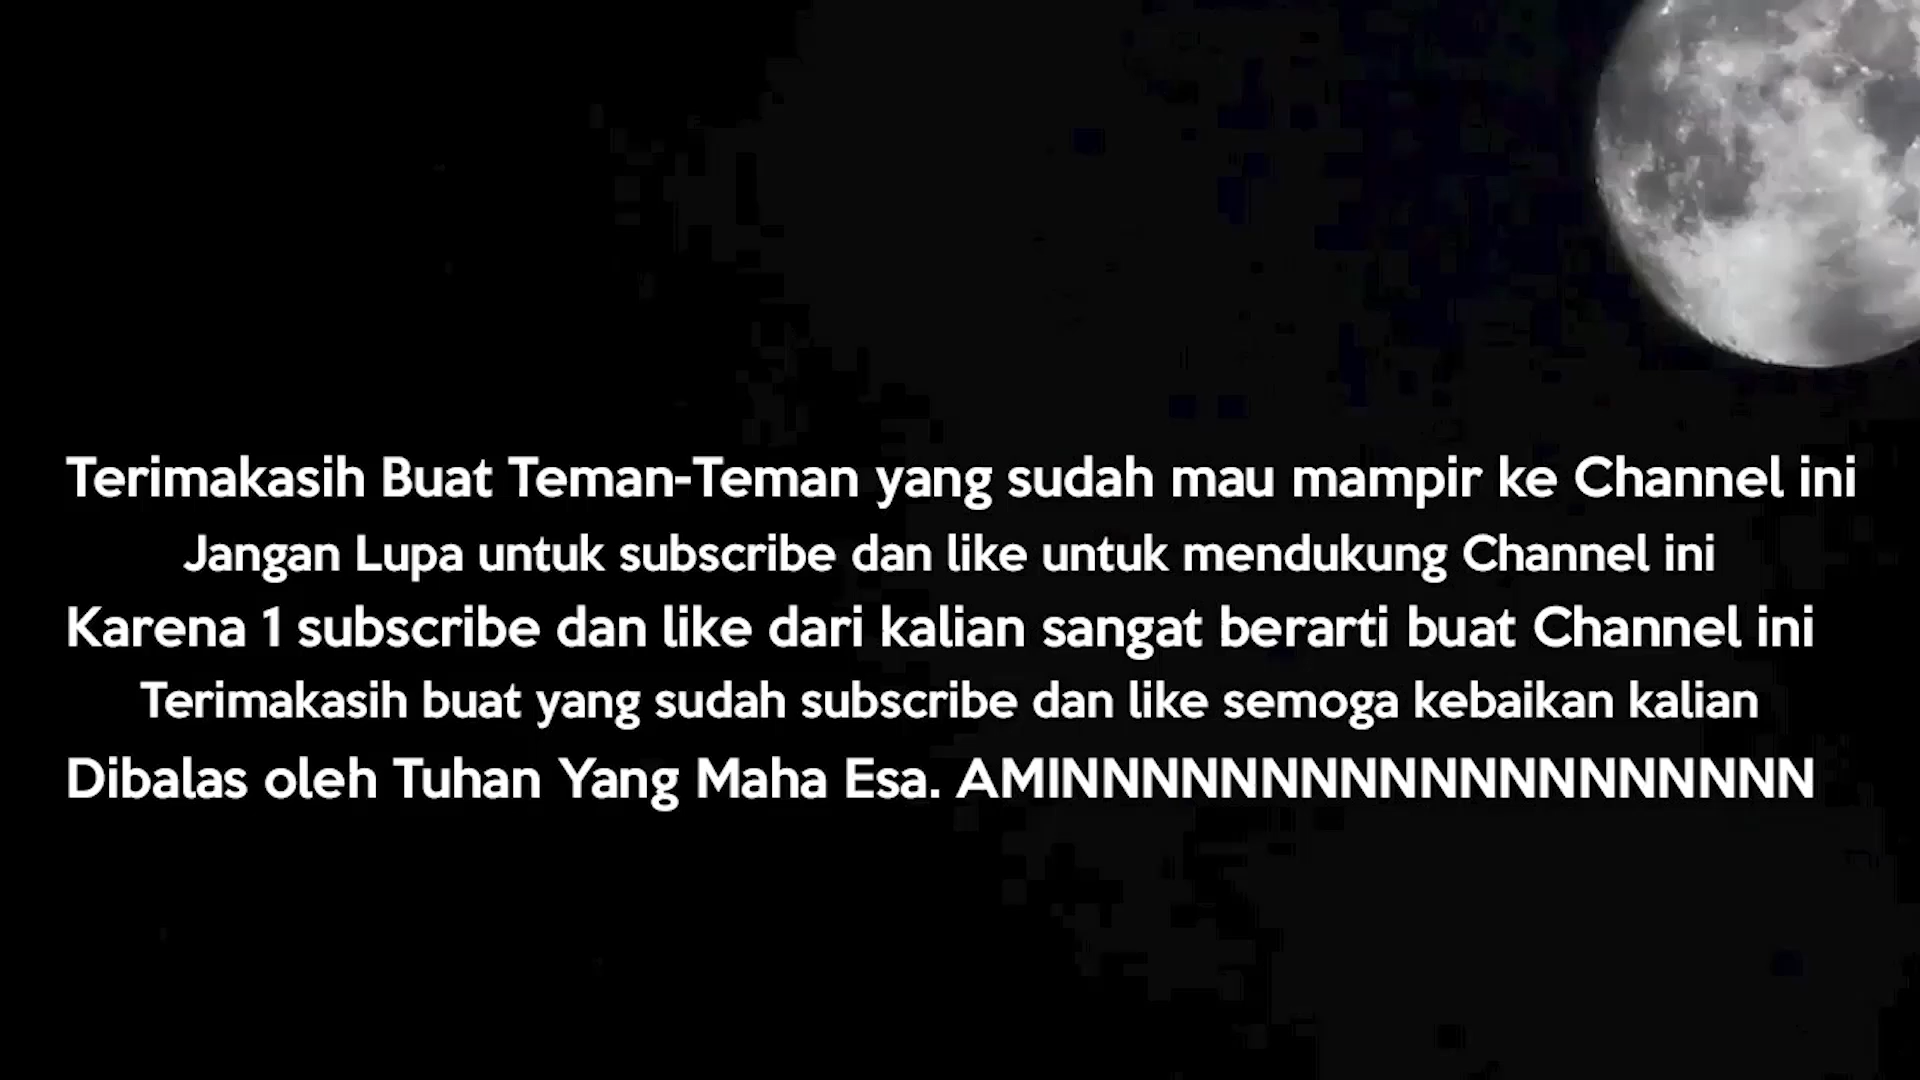 Terimakasih Buat Teman-Teman yang sudah mau mampir ke Channel ini
Jangan Lupa untuk subscribe dan like untuk mendukung Channel ini
Karena 1 subscribe dan like dari kalian sangat berarti buat Channel ini
Terimakasih buat yang sudah subscribe dan like semoga kebaikan kalian
Dibalas oleh Tuhan Yang Maha Esa. AMINNNNNNNNNNNNNNNNNNN